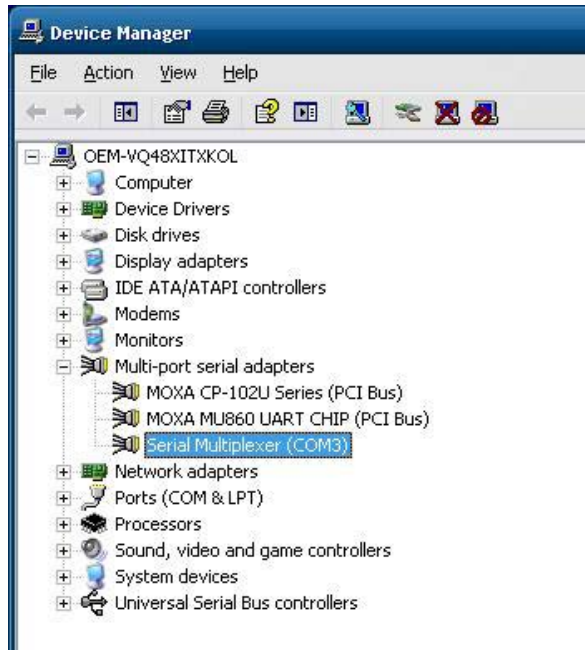 Device Manager
File Action View Help
OEM-VQ48XITXKOL
Computer
Device Drivers
Disk drives
Display adapters
IDE ATA/ATAPI controllers
Modems
Monitors
Multi-port serial adapters
MOXA CP-102U Series (PCI Bus)
MOXA MU860 UART CHIP (PCI Bus)
Serial Multiplexer (COM3)
Network adapters
Ports (COM & LPT)
Processors
Sound, video and game controllers
System devices
Universal Serial Bus controllers